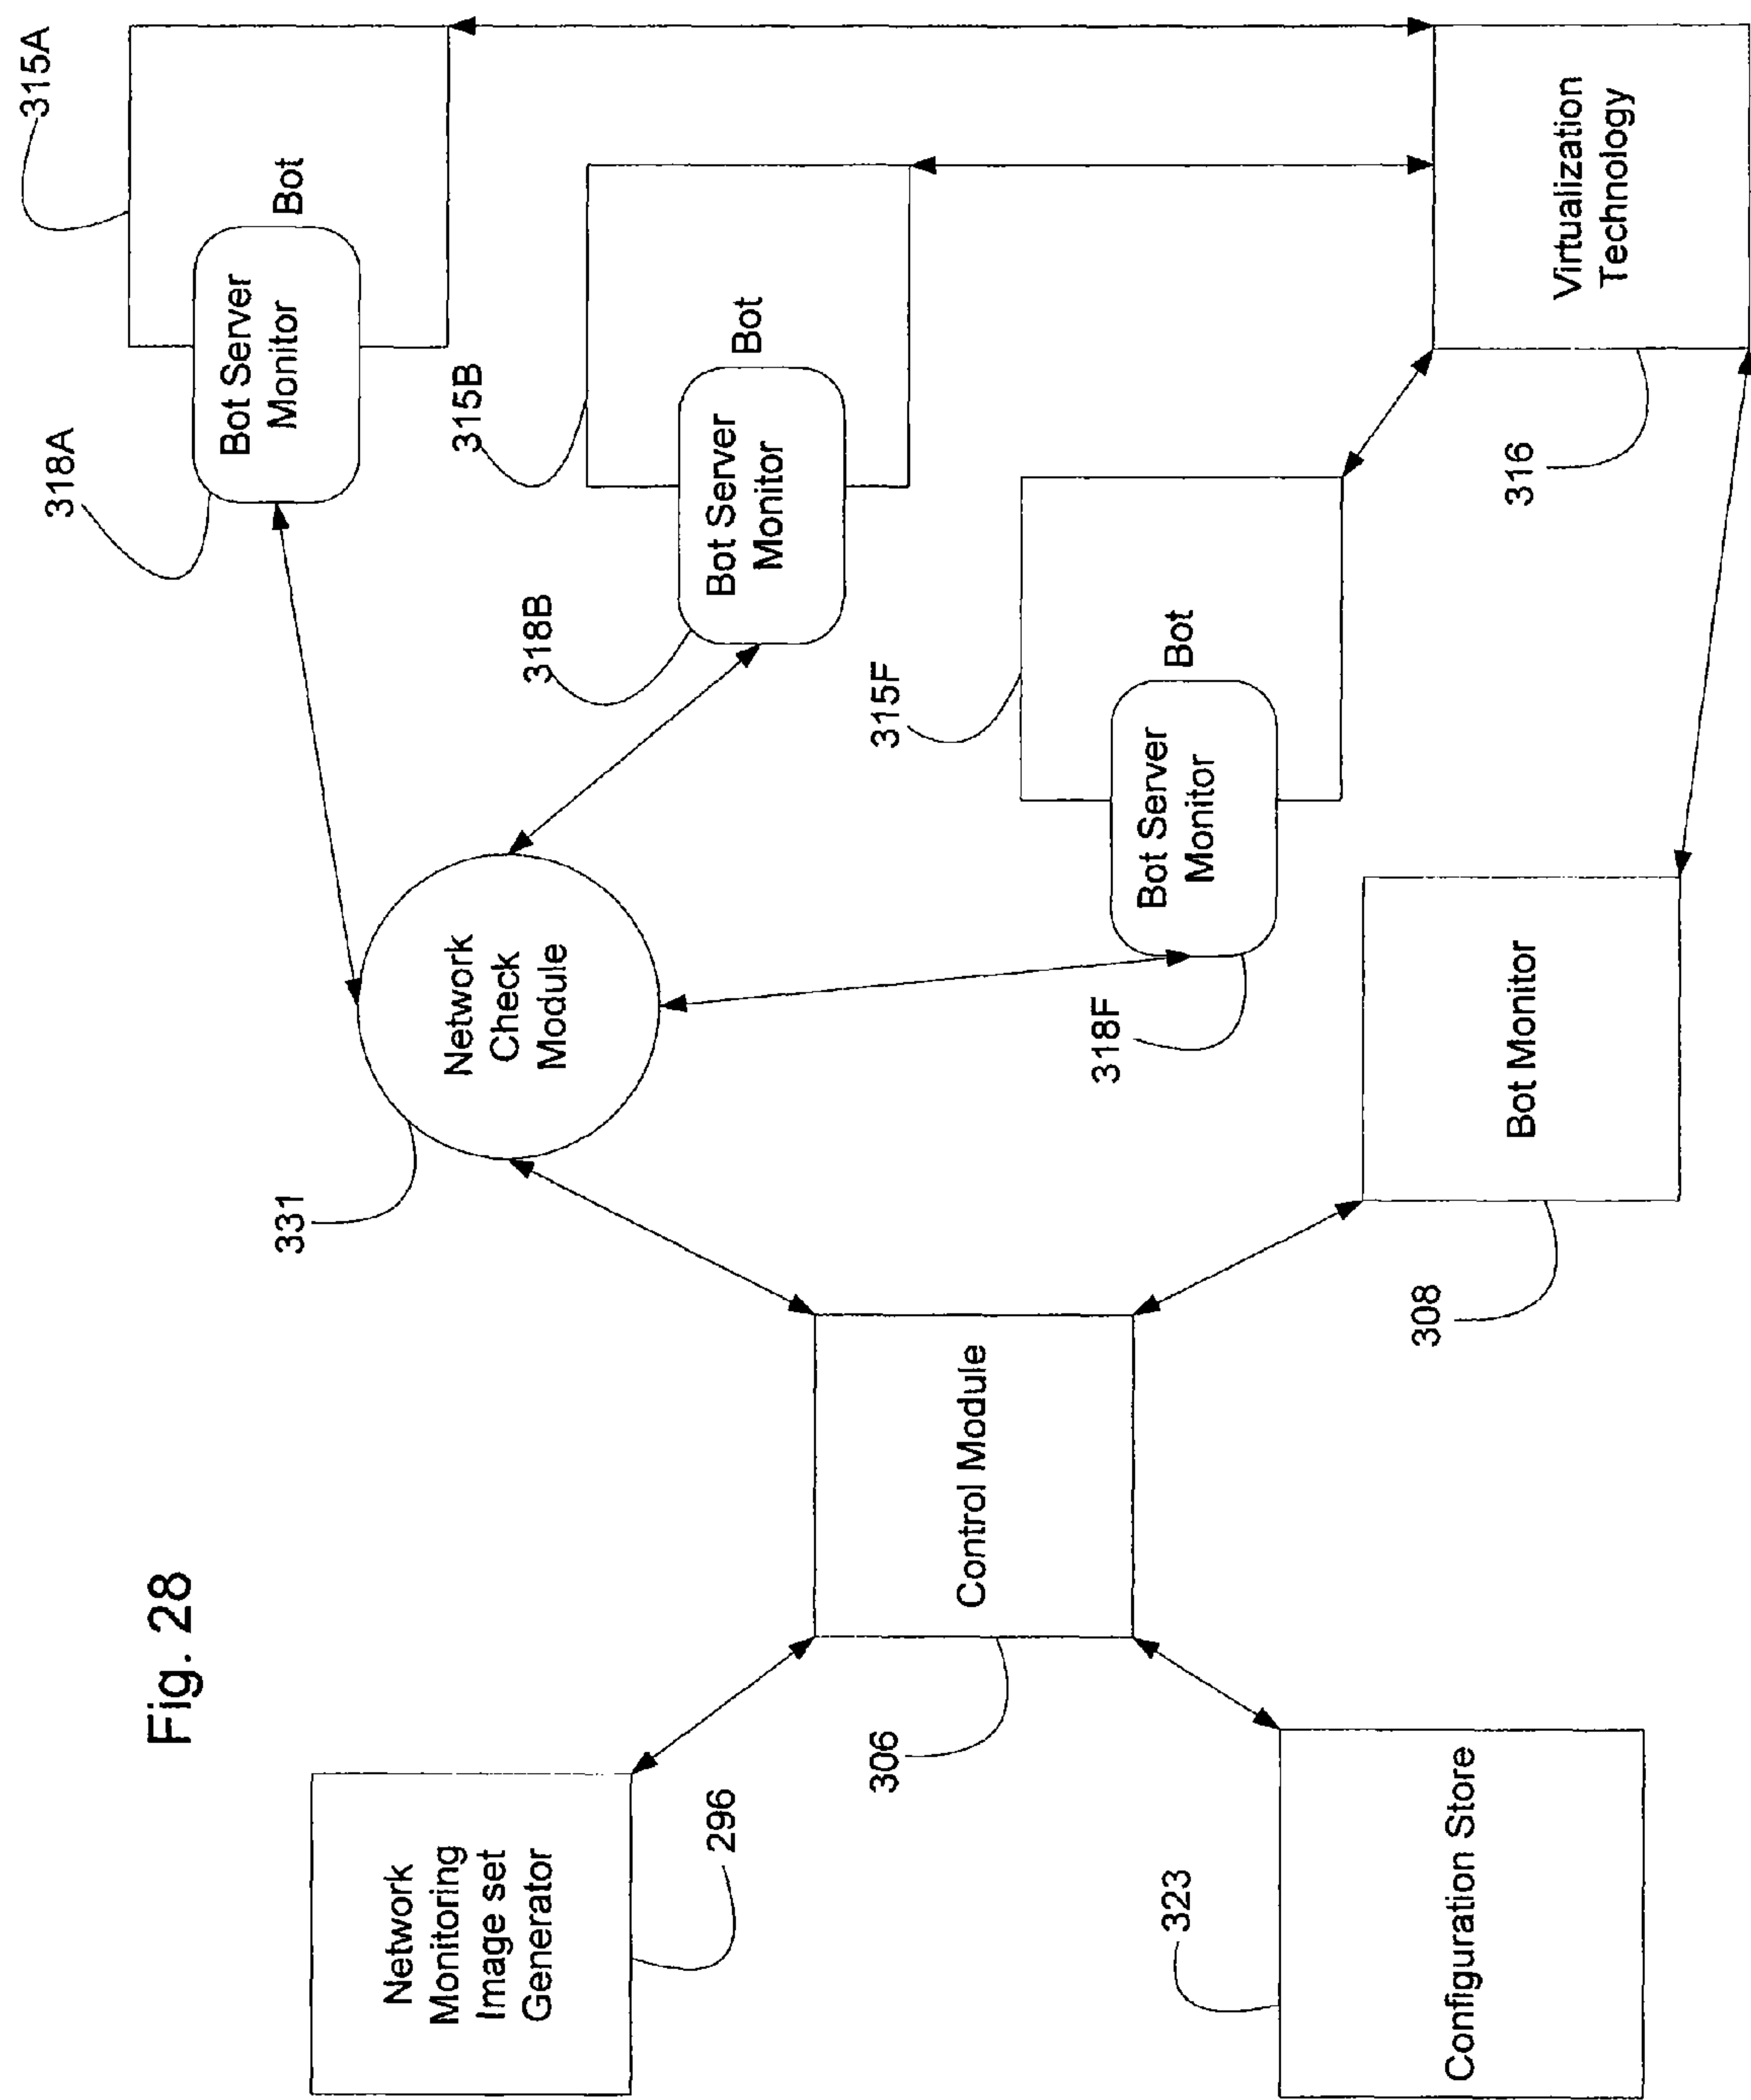 Fig. 28
Network
Monitoring
Image set
Generator
296
Configuration Store
323
Control Module
306
Network
Check
Module
331
Bot Monitor
308
Bot Server
Monitor
318A
Bot
315A
Bot Server
Monitor
318B
Bot
315B
Bot Server
Monitor
318F
Bot
315F
Virtualization
Technology
316